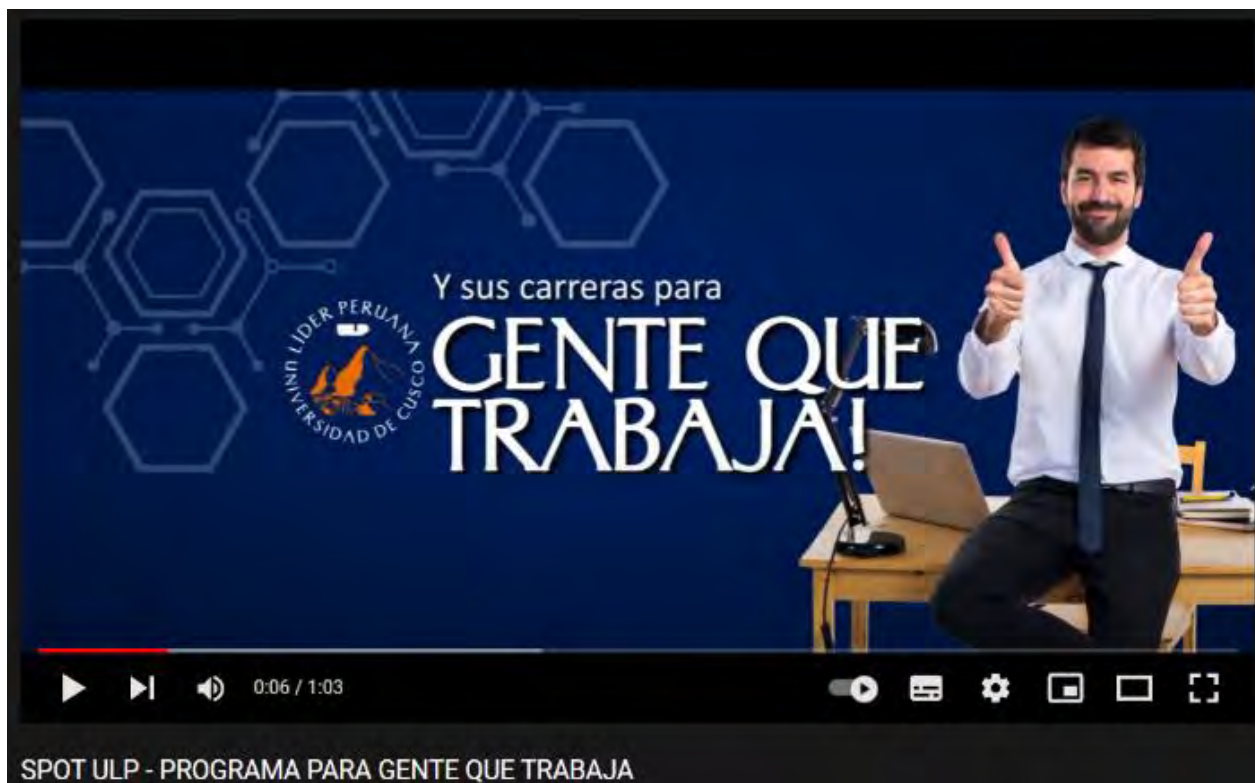 UNIVERSIDAD LÍDER PERUANA DE CUSCO
Y sus carreras para
GENTE QUE
TRABAJA!
0:06 / 1:03
SPOT ULP - PROGRAMA PARA GENTE QUE TRABAJA